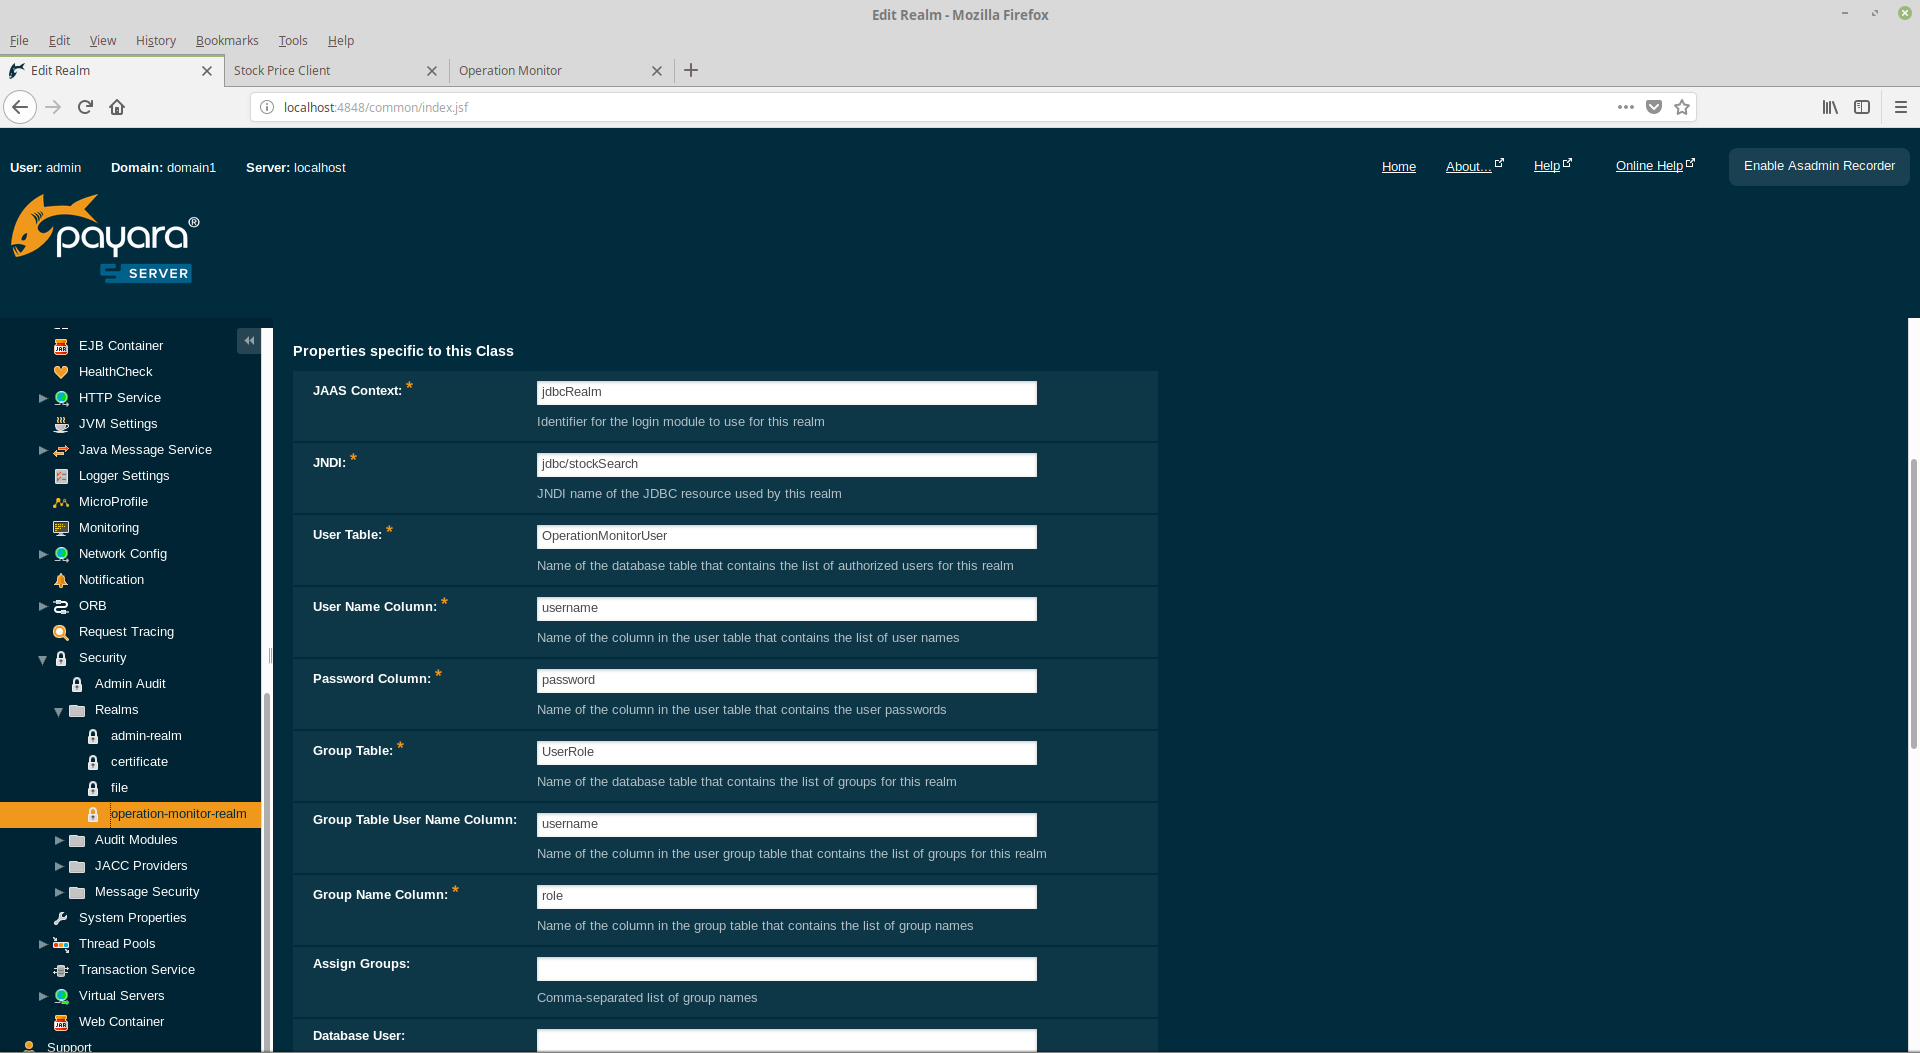 Edit Realm - Mozilla Firefox
File Edit View History Bookmarks Tools Help
Edit Realm
Stock Price Client
Operation Monitor
localhost:4848/common/index.jsf
User: admin Domain: domain1 Server: localhost
Home About... Help Online Help Enable Asadmin Recorder
payara®
SERVER
EJB Container
HealthCheck
HTTP Service
JVM Settings
Java Message Service
Logger Settings
MicroProfile
Monitoring
Network Config
Notification
ORB
Request Tracing
Security
Admin Audit
Realms
admin-realm
certificate
file
operation-monitor-realm
Audit Modules
JACC Providers
Message Security
System Properties
Thread Pools
Transaction Service
Virtual Servers
Web Container
Support
Properties specific to this Class
JAAS Context: * jdbcRealm
Identifier for the login module to use for this realm
JNDI: * jdbc/stockSearch
JNDI name of the JDBC resource used by this realm
User Table: * OperationMonitorUser
Name of the database table that contains the list of authorized users for this realm
User Name Column: * username
Name of the column in the user table that contains the list of user names
Password Column: * password
Name of the column in the user table that contains the user passwords
Group Table: * UserRole
Name of the database table that contains the list of groups for this realm
Group Table User Name Column: username
Name of the column in the user group table that contains the list of groups for this realm
Group Name Column: * role
Name of the column in the group table that contains the list of group names
Assign Groups:
Comma-separated list of group names
Database User: